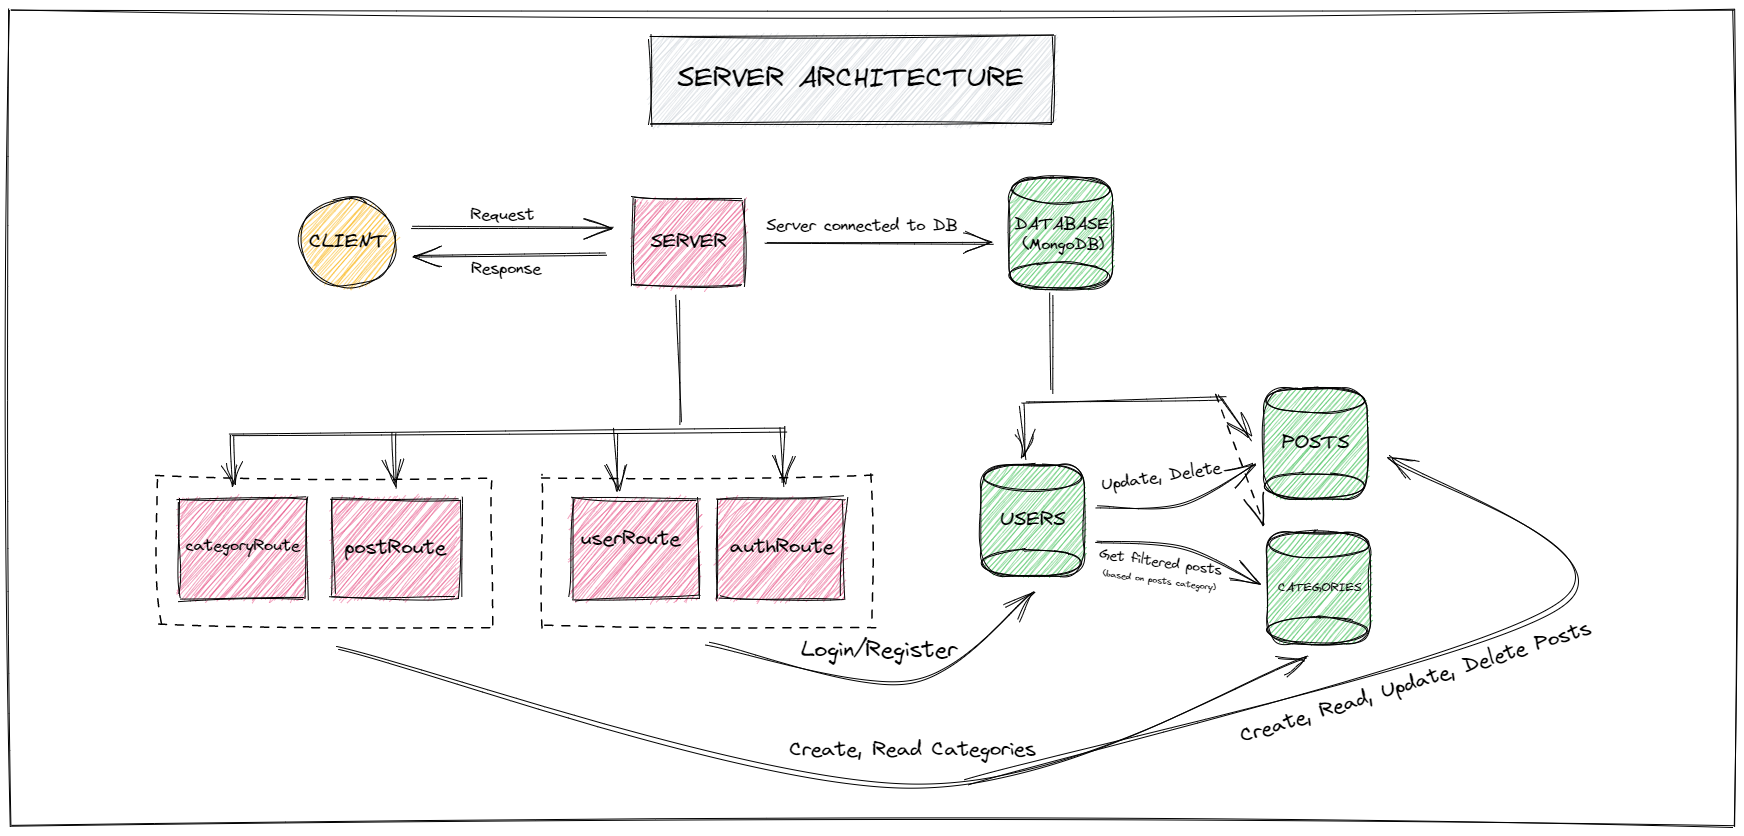 SERVER ARCHITECTURE
CLIENT
Request
Response
SERVER
Server connected to DB
DATABASE
(MongoDB)
categoryRoute
postRoute
userRoute
authRoute
USERS
Update, Delete
POSTS
Get filtered posts
(based on posts category)
CATEGORIES
Login/Register
Create, Read Categories
Create, Read, Update, Delete Posts